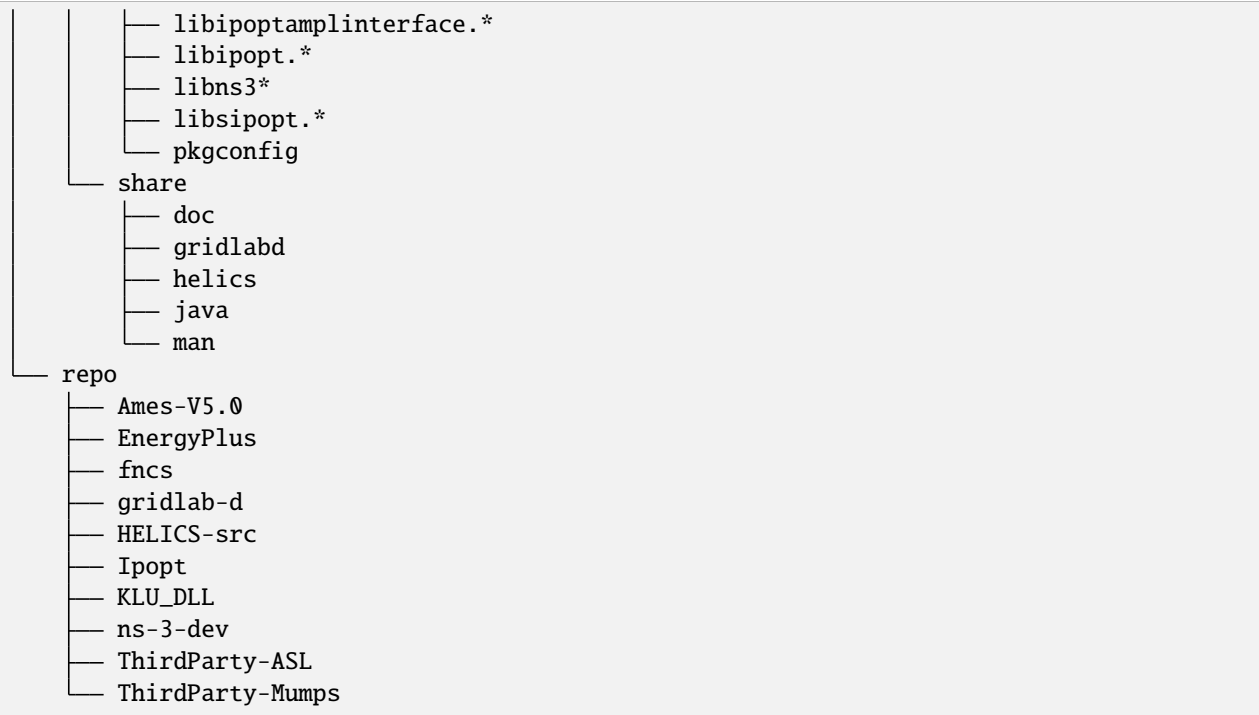 │   │   ├── libipoptamplinterface.*
│   │   ├── libipopt.*
│   │   ├── libns3*
│   │   ├── libsipopt.*
│   │   └── pkgconfig
│   └── share
│       ├── doc
│       ├── gridlabd
│       ├── helics
│       ├── java
│       └── man
└── repo
    ├── Ames-V5.0
    ├── EnergyPlus
    ├── fncs
    ├── gridlab-d
    ├── HELICS-src
    ├── Ipopt
    ├── KLU_DLL
    ├── ns-3-dev
    ├── ThirdParty-ASL
    └── ThirdParty-Mumps